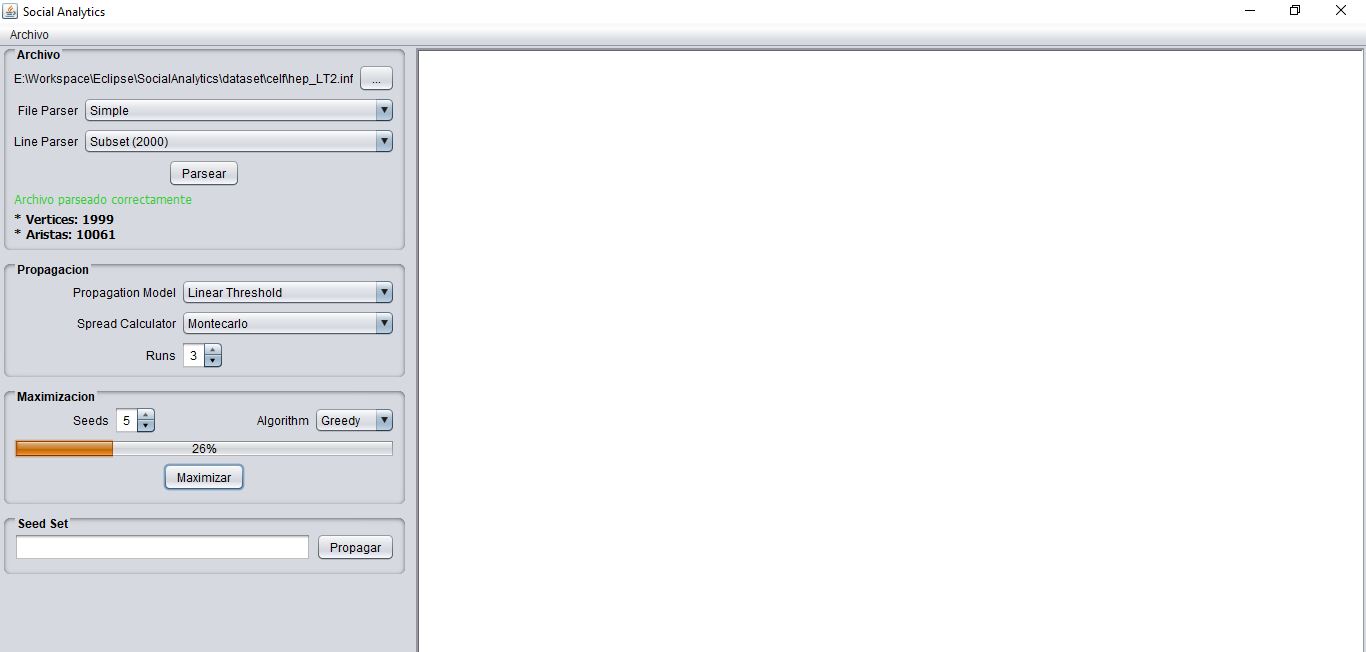 Social Analytics
Archivo
Archivo
E:\Workspace\Eclipse\SocialAnalytics\dataset\celf\hep_LT2.inf ...
File Parser Simple
Line Parser Subset (2000)
Parsear
Archivo parseado correctamente
* Vertices: 1999
* Aristas: 10061
Propagacion
Propagation Model Linear Threshold
Spread Calculator Montecarlo
Runs 3
Maximizacion
Seeds 5 Algorithm Greedy
26%
Maximizar
Seed Set
Propagar